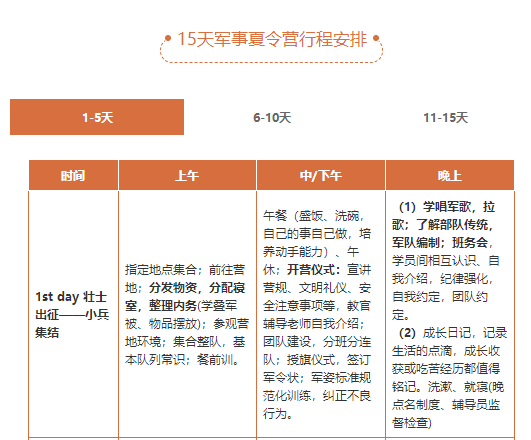 15天军事夏令营行程安排
1-5天
6-10天
11-15天
时间
上午
中/下午
晚上
1st day 壮士
出征——小兵
集结
指定地点集合；前往营
地；分发物资，分配寝
室，整理内务(学叠军
被、物品摆放)；参观营
地环境；集合整队，基
本队列常识；餐前训。
午餐（盛饭、洗碗，
自己的事自己做，培
养动手能力）、午
休；开营仪式：宣讲
营规、文明礼仪、安
全注意事项等，教官
辅导老师自我介绍；
团队建设，分班分连
队；授旗仪式，签订
军令状；军姿标准规
范化训练，纠正不良
行为。
（1）学唱军歌，拉
歌；了解部队传统，
军队编制；班务会，
学员间相互认识、自
我介绍，纪律强化，
自我约定，团队约
定。
（2）成长日记，记录
生活的点滴，成长收
获或吃苦经历都值得
铭记。洗漱、就寝(晚
点名制度、辅导员监
督检查)